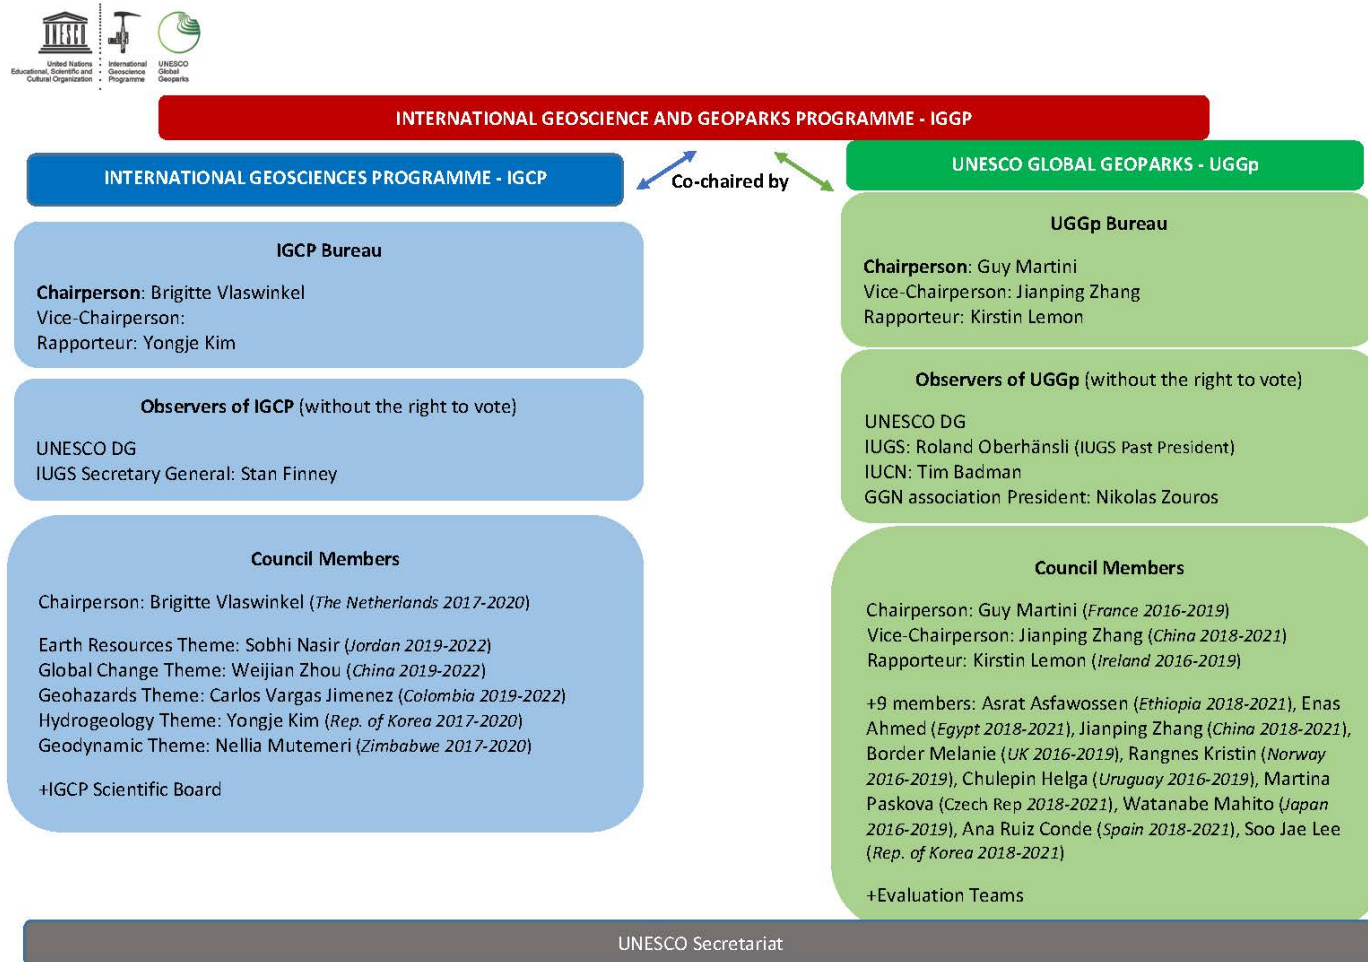 UNESCO
United Nations
Educational, Scientific and
Cultural Organization
International
Geoscience
Programme
UNESCO
Global
Geoparks
INTERNATIONAL GEOSCIENCE AND GEOPARKS PROGRAMME - IGGP
INTERNATIONAL GEOSCIENCES PROGRAMME - IGCP
Co-chaired by
UNESCO GLOBAL GEOPARKS - UGGp
IGCP Bureau
Chairperson: Brigitte Vlaswinkel
Vice-Chairperson:
Rapporteur: Yongje Kim
Observers of IGCP (without the right to vote)
UNESCO DG
IUGS Secretary General: Stan Finney
Council Members
Chairperson: Brigitte Vlaswinkel (The Netherlands 2017-2020)
Earth Resources Theme: Sobhi Nasir (Jordan 2019-2022)
Global Change Theme: Weijian Zhou (China 2019-2022)
Geohazards Theme: Carlos Vargas Jimenez (Colombia 2019-2022)
Hydrogeology Theme: Yongje Kim (Rep. of Korea 2017-2020)
Geodynamic Theme: Nellia Mutemeri (Zimbabwe 2017-2020)
+IGCP Scientific Board
UGGp Bureau
Chairperson: Guy Martini
Vice-Chairperson: Jianping Zhang
Rapporteur: Kirstin Lemon
Observers of UGGp (without the right to vote)
UNESCO DG
IUGS: Roland Oberhänsli (IUGS Past President)
IUCN: Tim Badman
GGN association President: Nikolas Zouros
Council Members
Chairperson: Guy Martini (France 2016-2019)
Vice-Chairperson: Jianping Zhang (China 2018-2021)
Rapporteur: Kirstin Lemon (Ireland 2016-2019)
+9 members: Asrat Asfawossen (Ethiopia 2018-2021), Enas
Ahmed (Egypt 2018-2021), Jianping Zhang (China 2018-2021),
Border Melanie (UK 2016-2019), Rangnes Kristin (Norway
2016-2019), Chulepin Helga (Uruguay 2016-2019), Martina
Paskova (Czech Rep 2018-2021), Watanabe Mahito (Japan
2016-2019), Ana Ruiz Conde (Spain 2018-2021), Soo Jae Lee
(Rep. of Korea 2018-2021)
+Evaluation Teams
UNESCO Secretariat